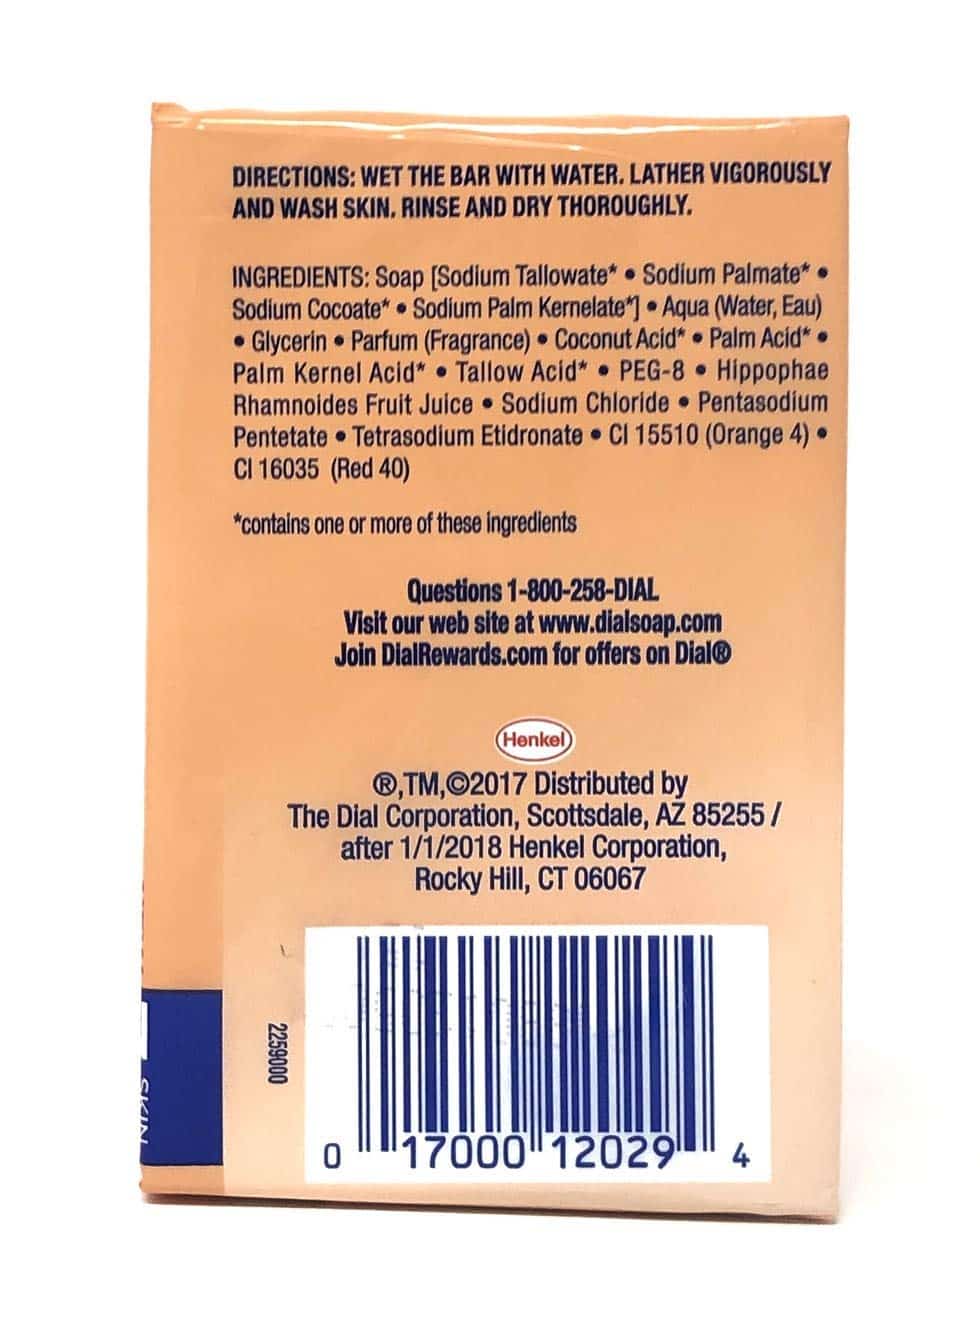 DIRECTIONS: WET THE BAR WITH WATER. LATHER VIGOROUSLY
AND WASH SKIN. RINSE AND DRY THOROUGHLY.
INGREDIENTS: Soap [Sodium Tallowate* • Sodium Palmate* •
Sodium Cocoate* • Sodium Palm Kernelate*] • Aqua (Water, Eau)
• Glycerin • Parfum (Fragrance) • Coconut Acid* • Palm Acid* •
Palm Kernel Acid* • Tallow Acid* • PEG-8 • Hippophae
Rhamnoides Fruit Juice • Sodium Chloride • Pentasodium
Pentetate • Tetrasodium Etidronate • CI 15510 (Orange 4) •
CI 16035 (Red 40)
*contains one or more of these ingredients
Questions 1-800-258-DIAL
Visit our web site at www.dialsoap.com
Join DialRewards.com for offers on Dial®
Henkel
®,TM,©2017 Distributed by
The Dial Corporation, Scottsdale, AZ 85255 /
after 1/1/2018 Henkel Corporation,
Rocky Hill, CT 06067
2259000
SKIN
0 17000 12029 4